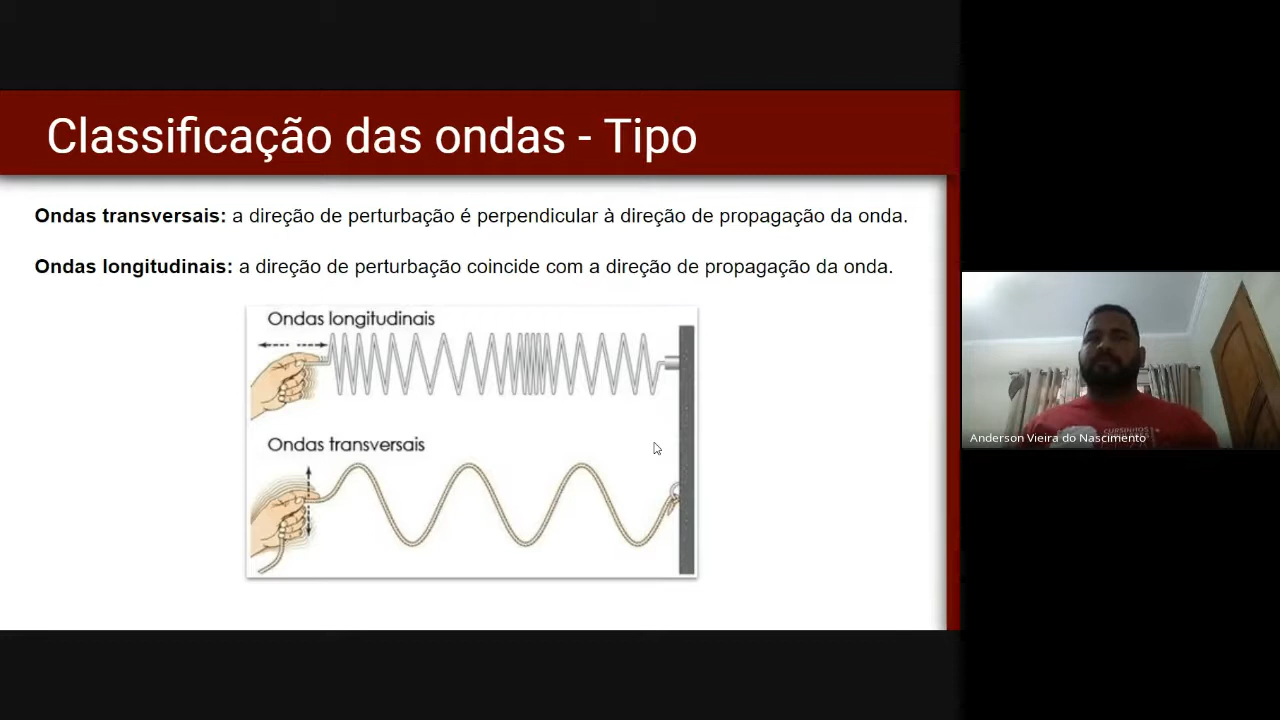 Classificação das ondas - Tipo
Ondas transversais: a direção de perturbação é perpendicular à direção de propagação da onda.
Ondas longitudinais: a direção de perturbação coincide com a direção de propagação da onda.
Ondas longitudinais
Ondas transversais
CURSINHOS
Anderson Vieira do Nascimento